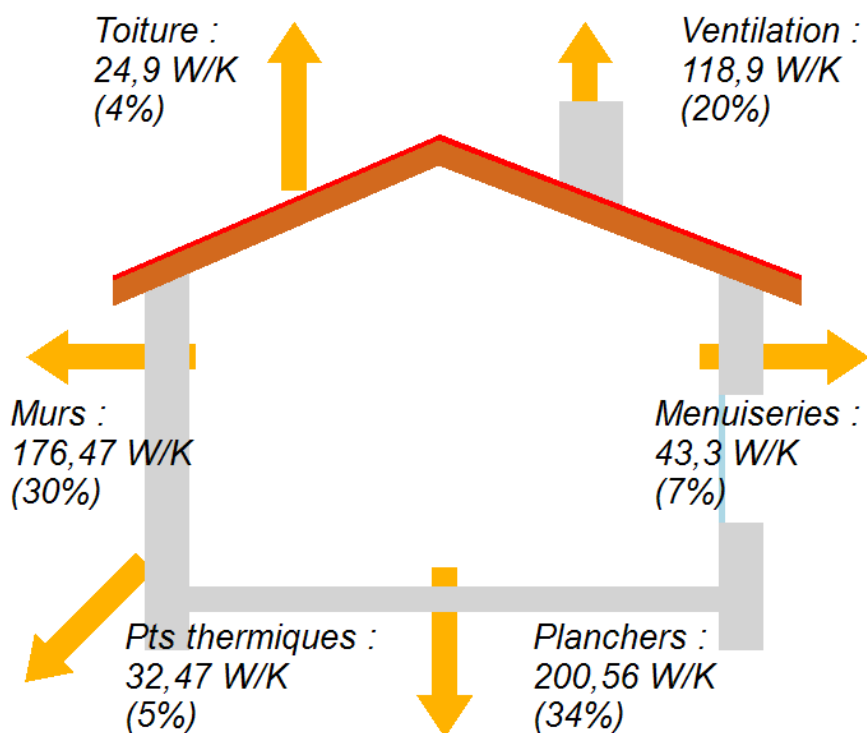 Toiture :
24,9 W/K
(4%)
Ventilation :
118,9 W/K
(20%)
Murs :
176,47 W/K
(30%)
Menuiseries :
43,3 W/K
(7%)
Pts thermiques :
32,47 W/K
(5%)
Planchers :
200,56 W/K
(34%)